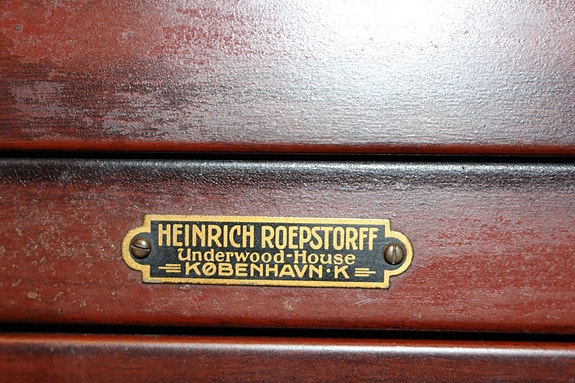 HEINRICH ROEPSTORFF
Underwood-House
KØBENHAVN·K